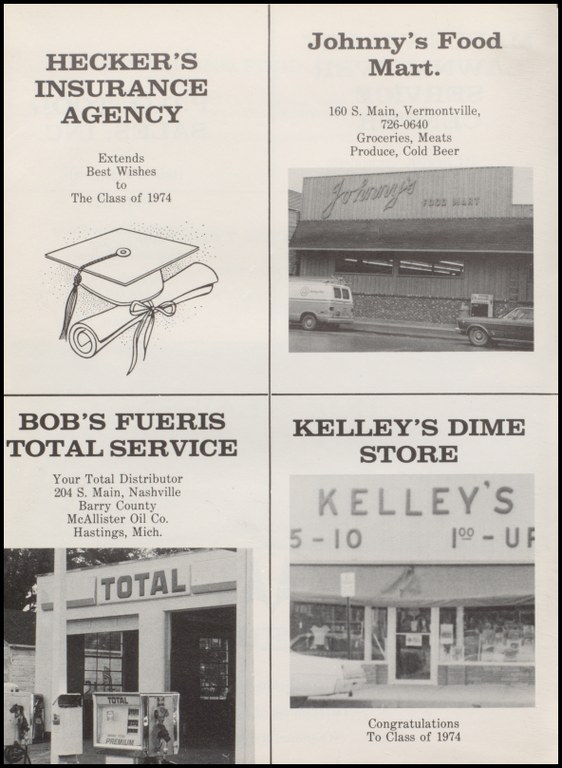 HECKER'S
INSURANCE
AGENCY
Extends
Best Wishes
to
The Class of 1974
Johnny's Food
Mart.
160 S. Main, Vermontville,
726-0640
Groceries, Meats
Produce, Cold Beer
Johnny's
FOOD MART
BOB'S FUERIS
TOTAL SERVICE
Your Total Distributor
204 S. Main, Nashville
Barry County
McAllister Oil Co.
Hastings, Mich.
TOTAL
TOTAL
PREMIUM
KELLEY'S DIME
STORE
KELLEY'S
5-10 1⁰⁰-UP
Congratulations
To Class of 1974